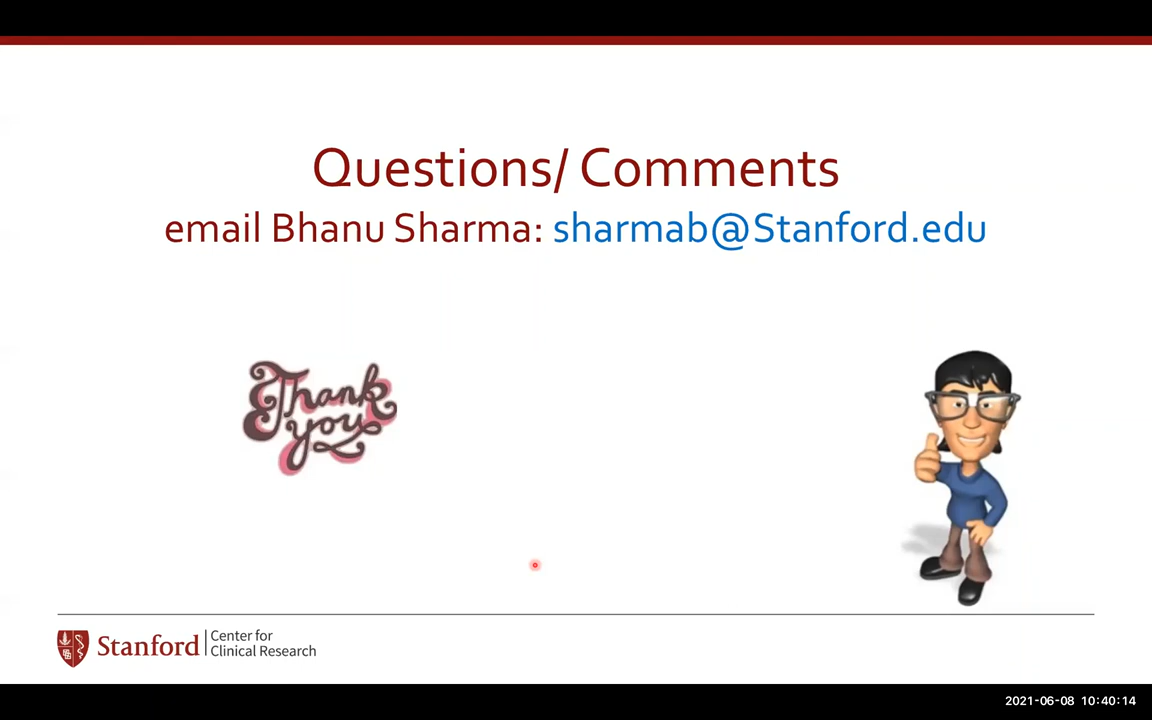 Questions/ Comments
email Bhanu Sharma: sharmab@Stanford.edu
Thank
you
Stanford
Center for
Clinical Research
2021-06-08 10:40:14